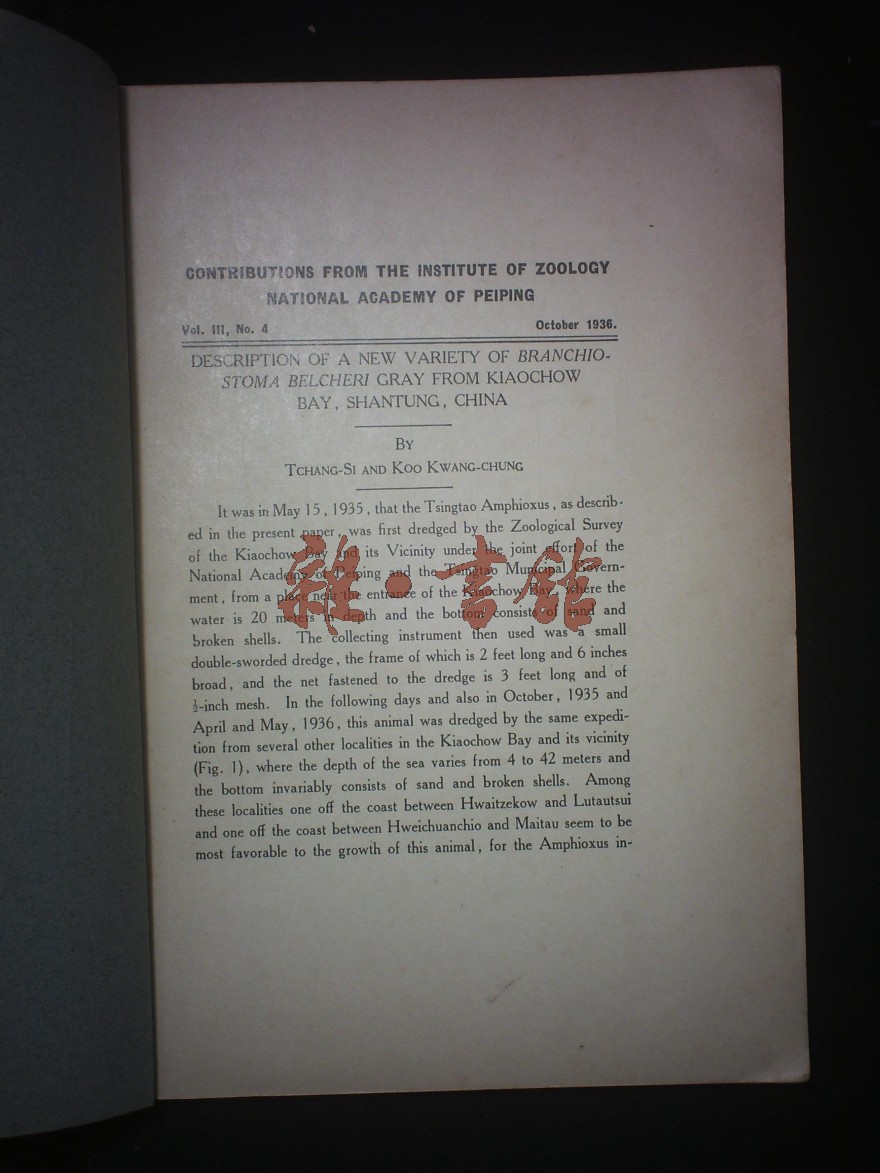 CONTRIBUTIONS FROM THE INSTITUTE OF ZOOLOGY
NATIONAL ACADEMY OF PEIPING
Vol. III, No. 4 October 1936.
DESCRIPTION OF A NEW VARIETY OF BRANCHIO-
STOMA BELCHERI GRAY FROM KIAOCHOW
BAY, SHANTUNG, CHINA
By
Tchang-Si and Koo Kwang-chung
It was in May 15, 1935, that the Tsingtao Amphioxus, as describ-
ed in the present paper, was first dredged by the Zoological Survey
of the Kiaochow Bay and its Vicinity under the joint effort of the
National Academy of Peiping and the Tsingtao Municipal Govern-
ment, from a place near the entrance of the Kiaochow Bay, where the
water is 20 meters in depth and the bottom consists of sand and
broken shells. The collecting instrument then used was a small
double-sworded dredge, the frame of which is 2 feet long and 6 inches
broad, and the net fastened to the dredge is 3 feet long and of
½-inch mesh. In the following days and also in October, 1935 and
April and May, 1936, this animal was dredged by the same expedi-
tion from several other localities in the Kiaochow Bay and its vicinity
(Fig. 1), where the depth of the sea varies from 4 to 42 meters and
the bottom invariably consists of sand and broken shells. Among
these localities one off the coast between Hwaitzekow and Lutautsui
and one off the coast between Hweichuanchio and Maitau seem to be
most favorable to the growth of this animal, for the Amphioxus in-